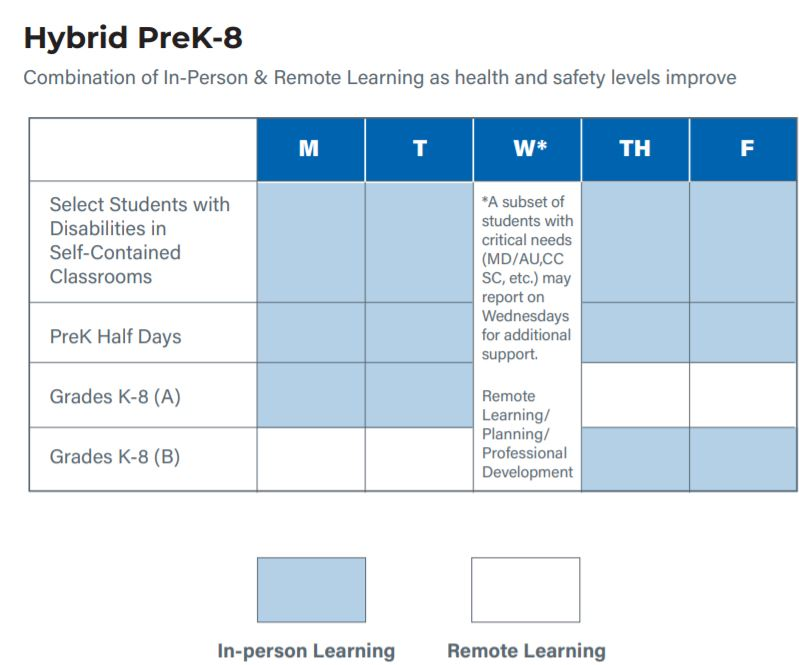 Hybrid PreK-8
Combination of In-Person & Remote Learning as health and safety levels improve
M
T
W*
TH
F
Select Students with
Disabilities in
Self-Contained
Classrooms
*A subset of
students with
critical needs
(MD/AU,CC
SC, etc.) may
report on
Wednesdays
for additional
support.
PreK Half Days
Grades K-8 (A)
Remote
Learning/
Planning/
Professional
Development
Grades K-8 (B)
In-person Learning
Remote Learning